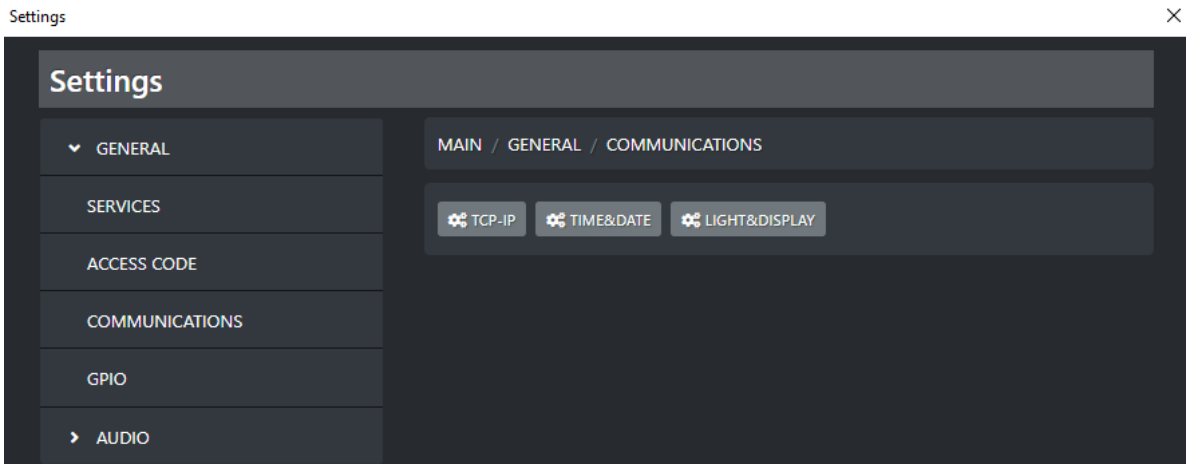 Settings
Settings
GENERAL
SERVICES
ACCESS CODE
COMMUNICATIONS
GPIO
AUDIO
MAIN / GENERAL / COMMUNICATIONS
TCP-IP TIME&DATE LIGHT&DISPLAY